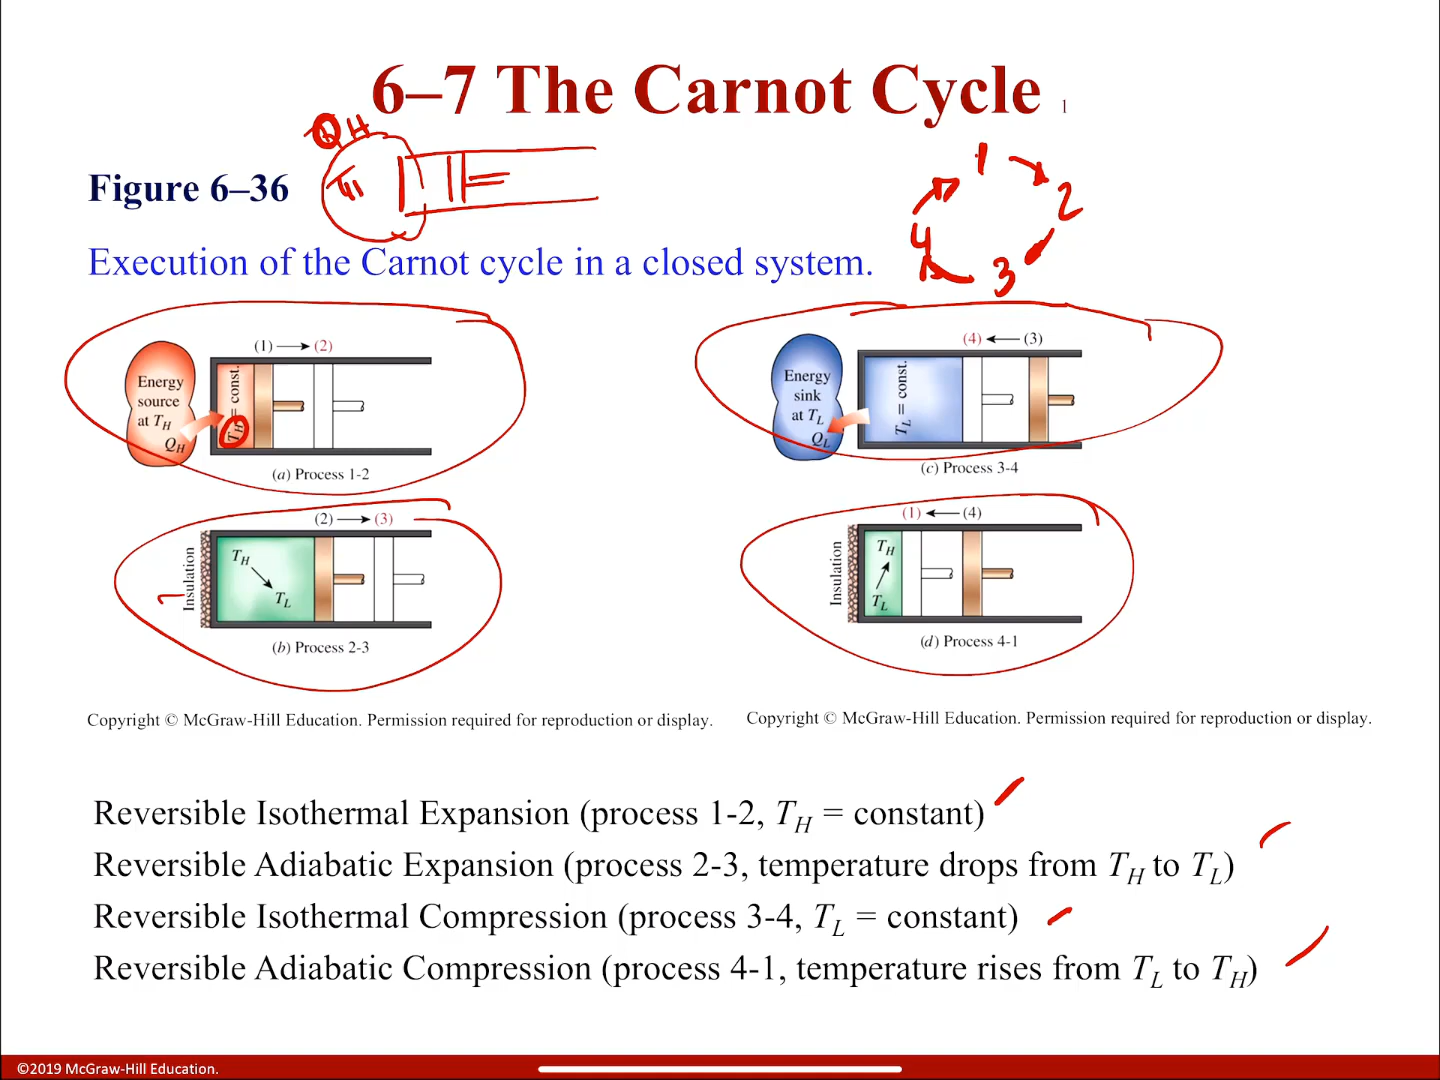 6–7 The Carnot Cycle 1
QH
TH
Figure 6–36
1
2
3
4
Execution of the Carnot cycle in a closed system.
(1) → (2)
Energy
source
at TH
QH
TH = const.
(a) Process 1-2
(4) ← (3)
Energy
sink
at TL
QL
TL = const.
(c) Process 3-4
(2) → (3)
Insulation
TH
TL
(b) Process 2-3
(1) ← (4)
Insulation
TH
TL
(d) Process 4-1
Copyright © McGraw-Hill Education. Permission required for reproduction or display.
Copyright © McGraw-Hill Education. Permission required for reproduction or display.
Reversible Isothermal Expansion (process 1-2, TH = constant)
Reversible Adiabatic Expansion (process 2-3, temperature drops from TH to TL)
Reversible Isothermal Compression (process 3-4, TL = constant)
Reversible Adiabatic Compression (process 4-1, temperature rises from TL to TH)
©2019 McGraw-Hill Education.